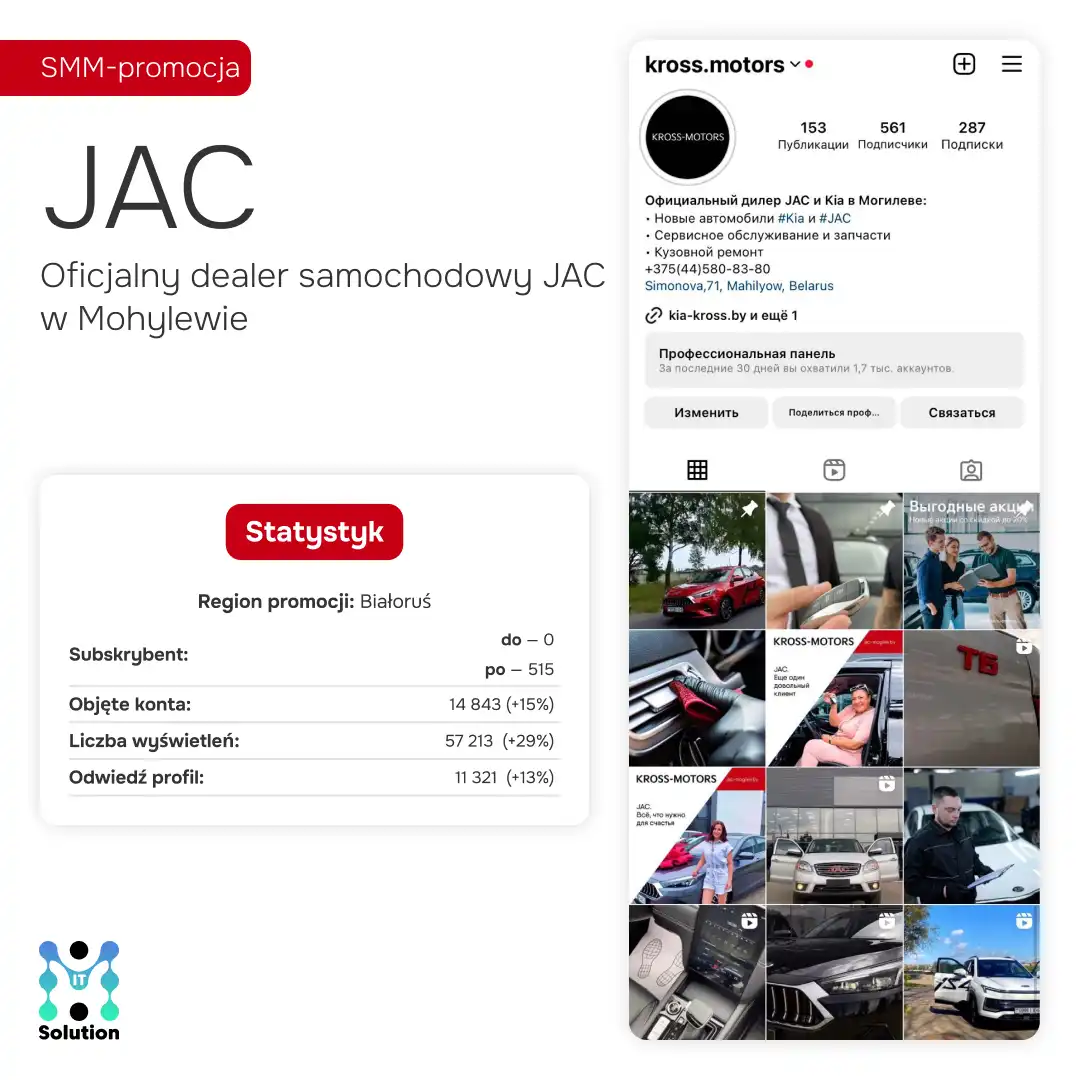 SMM-promocja
JAC
Oficjalny dealer samochodowy JAC
w Mohylewie
Statystyk
Region promocji: Białoruś
Subskrybent:
do – 0
po – 515
Objęte konta: 14 843 (+15%)
Liczba wyświetleń: 57 213 (+29%)
Odwiedź profil: 11 321 (+13%)
IT
Solution
kross.motors
KROSS-MOTORS
153 561 287
Публикации Подписчики Подписки
Официальный дилер JAC и Kia в Могилеве:
• Новые автомобили #Kia и #JAC
• Сервисное обслуживание и запчасти
• Кузовной ремонт
+375(44)580-83-80
Simonova,71, Mahilyow, Belarus
kia-kross.by и ещё 1
Профессиональная панель
За последние 30 дней вы охватили 1,7 тыс. аккаунтов.
Изменить Поделиться проф... Связаться
Выгодные акции
Новые акции со скидкой до
KROSS-MOTORS
JAC.
Еще один
довольный
клиент
ТБ
KROSS-MOTORS jac-mogilev.by
JAC.
Всё, что нужно
для счастья